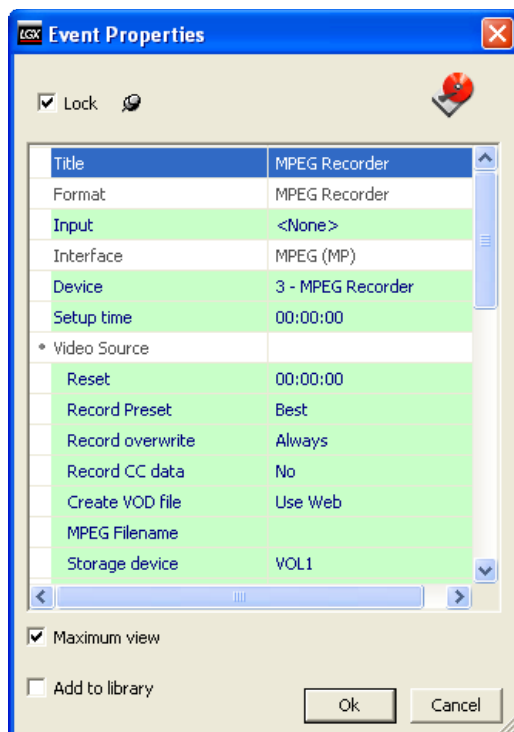 LGX Event Properties
Lock
Title MPEG Recorder
Format MPEG Recorder
Input <None>
Interface MPEG (MP)
Device 3 - MPEG Recorder
Setup time 00:00:00
Video Source
Reset 00:00:00
Record Preset Best
Record overwrite Always
Record CC data No
Create VOD file Use Web
MPEG Filename
Storage device VOL1
Maximum view
Add to library
Ok Cancel